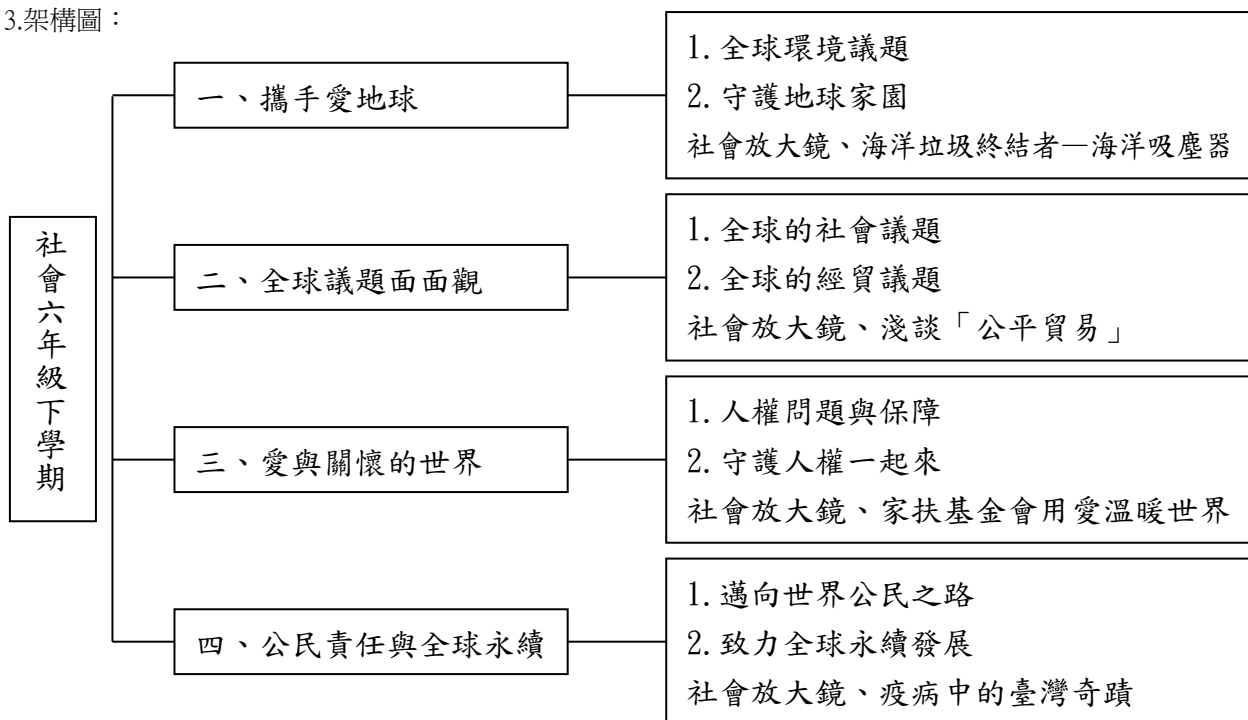 3.架構圖：
社會六年級下學期
一、攜手愛地球
1. 全球環境議題
2. 守護地球家園
社會放大鏡、海洋垃圾終結者—海洋吸塵器
二、全球議題面面觀
1. 全球的社會議題
2. 全球的經貿議題
社會放大鏡、淺談「公平貿易」
三、愛與關懷的世界
1. 人權問題與保障
2. 守護人權一起來
社會放大鏡、家扶基金會用愛溫暖世界
四、公民責任與全球永續
1. 邁向世界公民之路
2. 致力全球永續發展
社會放大鏡、疫病中的臺灣奇蹟